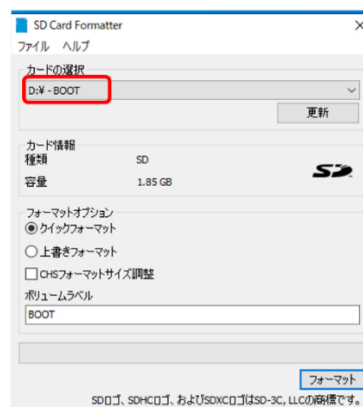 SD Card Formatter
ファイル ヘルプ
カードの選択
D:¥ - BOOT
更新
カード情報
種類 SD
容量 1.85 GB
SD
フォーマットオプション
クイックフォーマット
上書きフォーマット
CHSフォーマットサイズ調整
ボリュームラベル
BOOT
フォーマット
SDロゴ、SDHCロゴ、およびSDXCロゴはSD-3C, LLCの商標です。